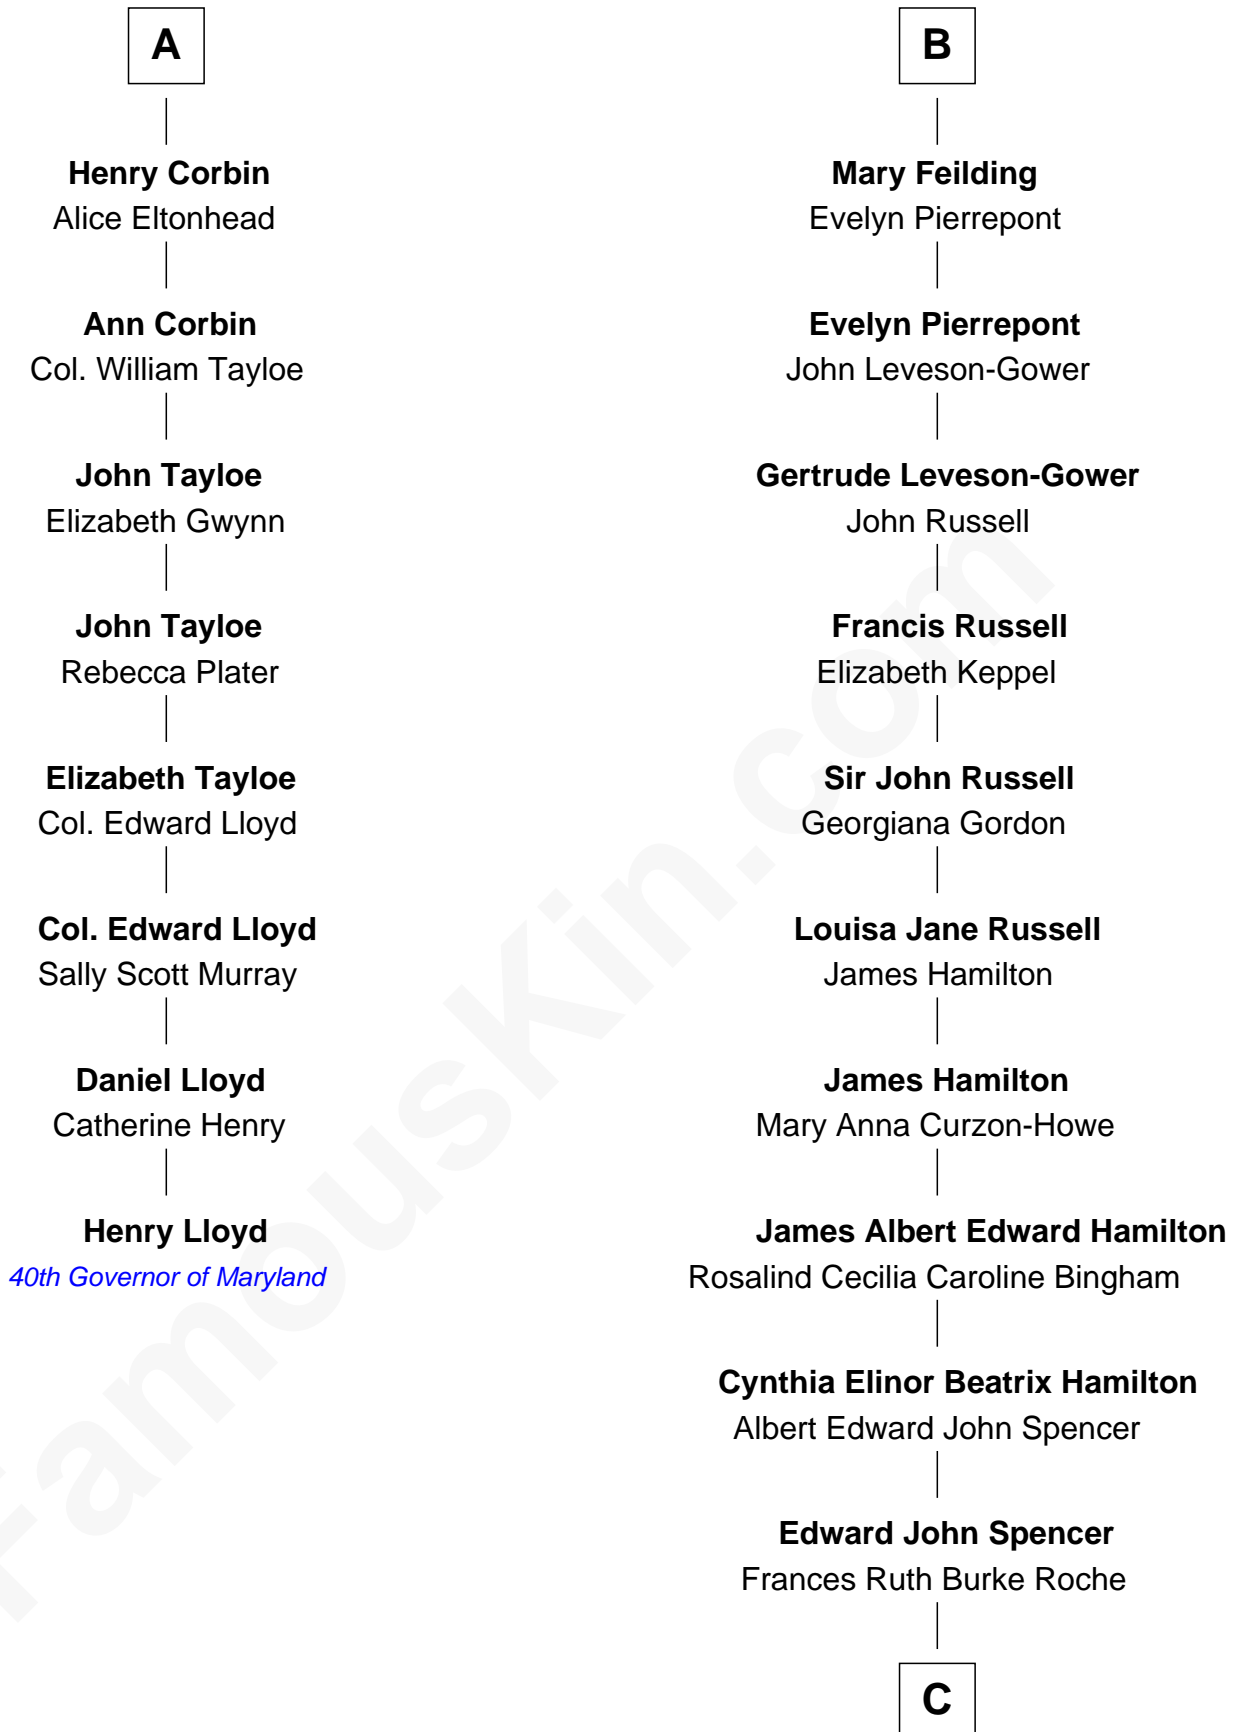 A
Henry Corbin
Alice Eltonhead
Ann Corbin
Col. William Tayloe
John Tayloe
Elizabeth Gwynn
John Tayloe
Rebecca Plater
Elizabeth Tayloe
Col. Edward Lloyd
Col. Edward Lloyd
Sally Scott Murray
Daniel Lloyd
Catherine Henry
Henry Lloyd
40th Governor of Maryland
B
Mary Feilding
Evelyn Pierrepont
Evelyn Pierrepont
John Leveson-Gower
Gertrude Leveson-Gower
John Russell
Francis Russell
Elizabeth Keppel
Sir John Russell
Georgiana Gordon
Louisa Jane Russell
James Hamilton
James Hamilton
Mary Anna Curzon-Howe
James Albert Edward Hamilton
Rosalind Cecilia Caroline Bingham
Cynthia Elinor Beatrix Hamilton
Albert Edward John Spencer
Edward John Spencer
Frances Ruth Burke Roche
C
FamousKin.com